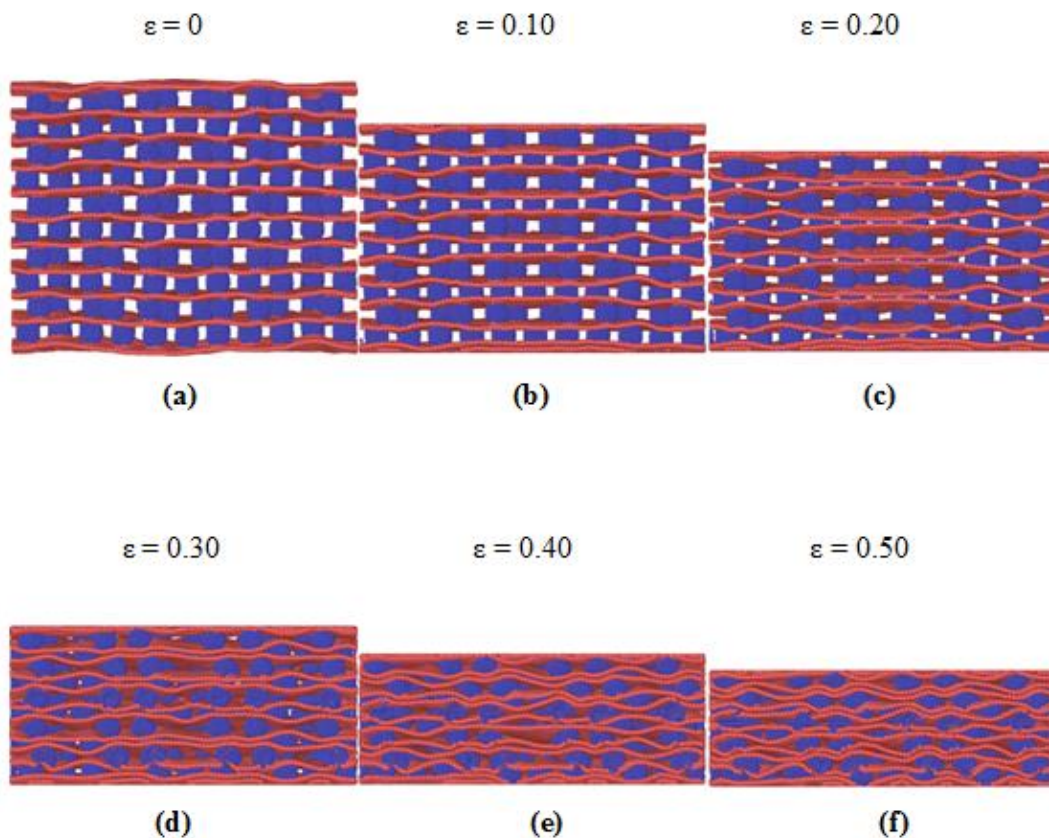 ε = 0 ε = 0.10 ε = 0.20
(a) (b) (c)
ε = 0.30 ε = 0.40 ε = 0.50
(d) (e) (f)